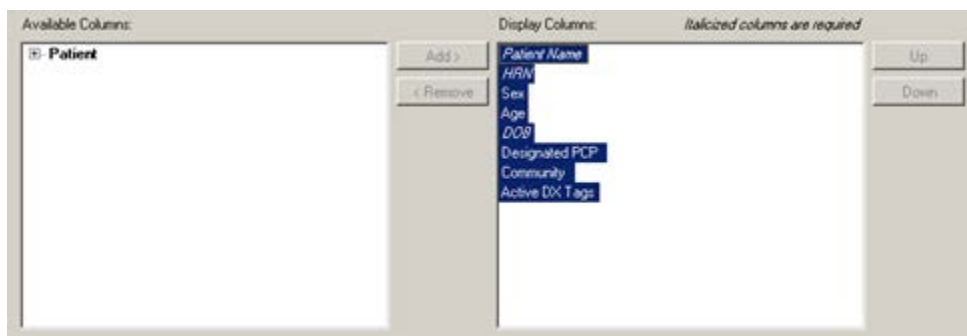 Available Columns:
Patient
Add >
< Remove
Display Columns:
Italicized columns are required
Patient Name
HRN
Sex
Age
DOB
Designated PCP
Community
Active DX Tags
Up
Down